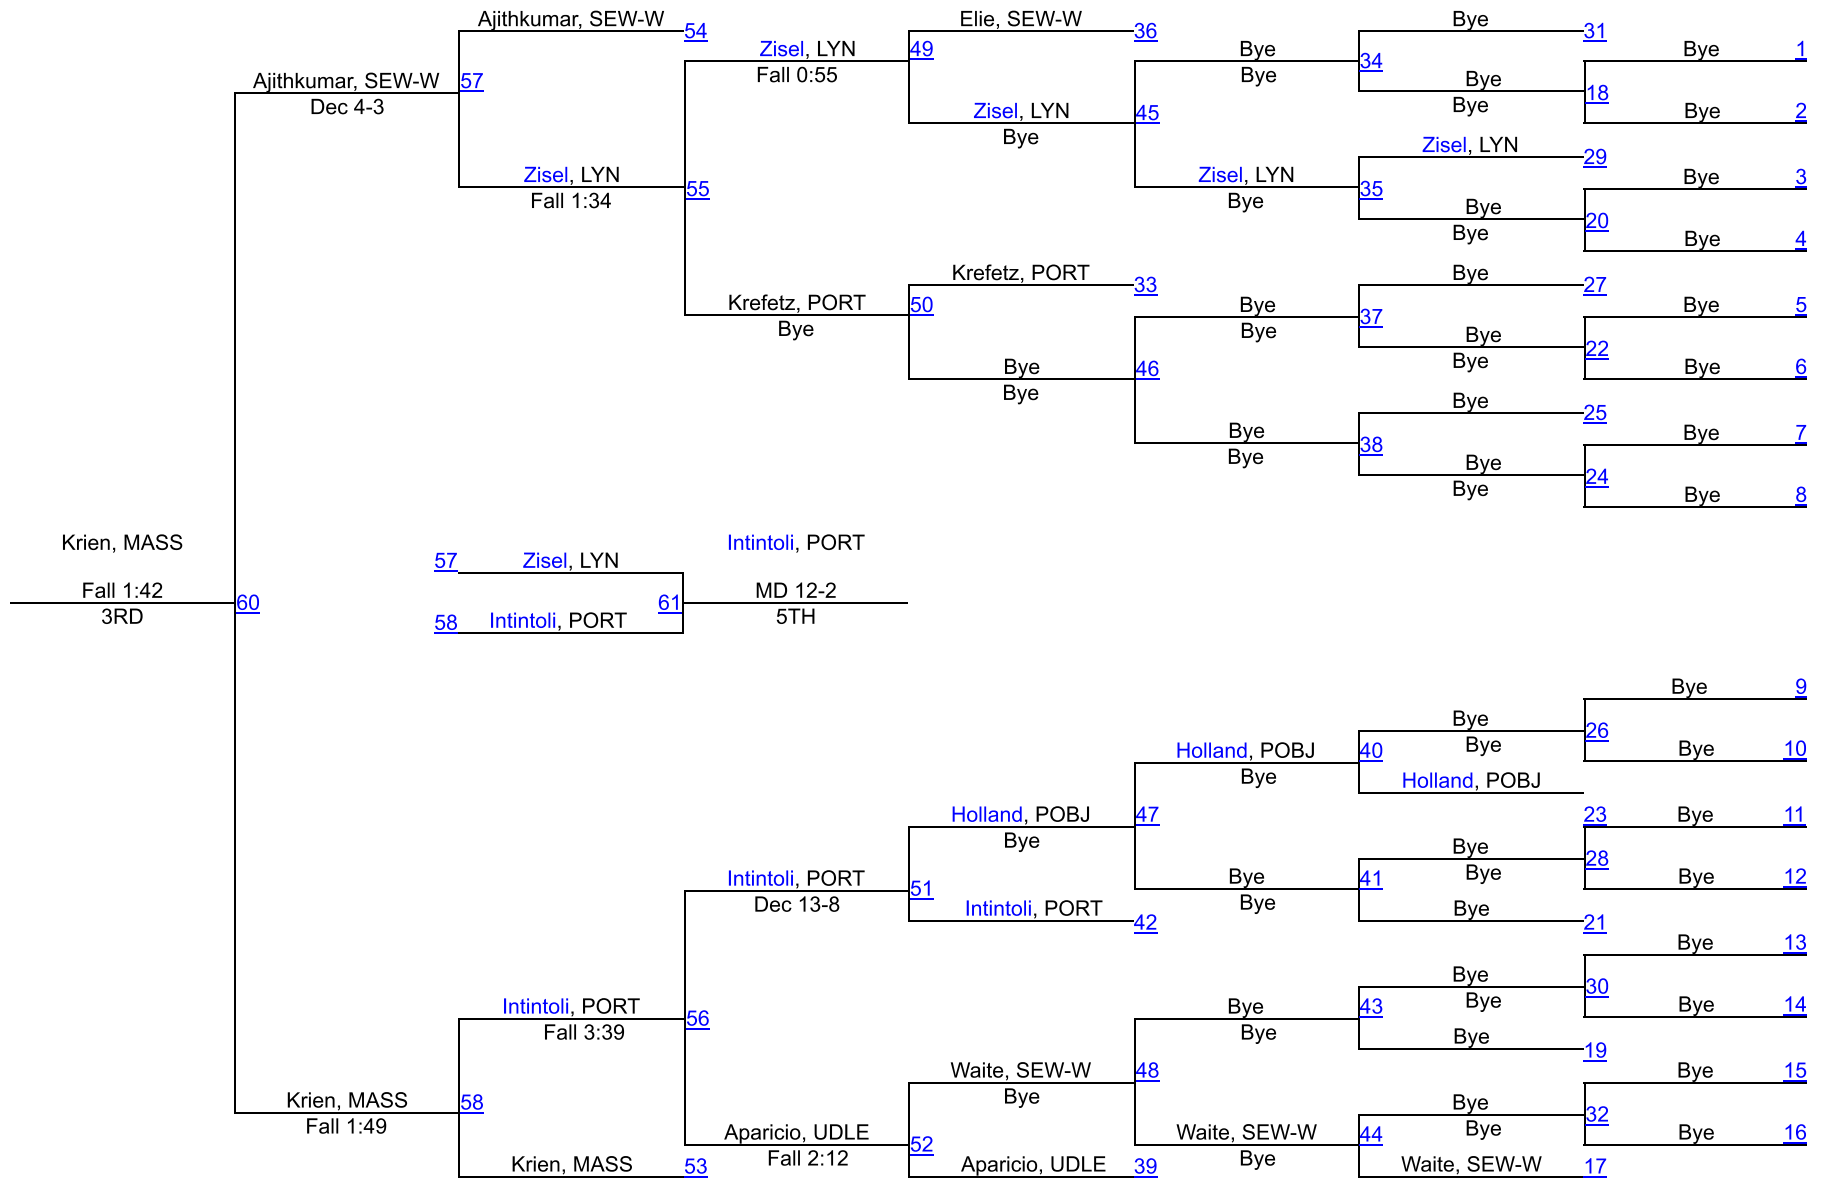 Ajithkumar, SEW-W
54
Elie, SEW-W
36
Bye
31
Zisel, LYN
49
Bye
34
Bye
1
Fall 0:55
Bye
Ajithkumar, SEW-W
57
Bye
18
Dec 4-3
Bye
Zisel, LYN
45
Bye
2
Bye
Zisel, LYN
29
Zisel, LYN
55
Zisel, LYN
35
Bye
3
Fall 1:34
Bye
Bye
20
Bye
Bye
4
Krefetz, PORT
33
Bye
27
Krefetz, PORT
50
Bye
37
Bye
5
Bye
Bye
Bye
22
Bye
Bye
46
Bye
6
Bye
Bye
25
Bye
38
Bye
7
Bye
Bye
24
Bye
Bye
8
Krien, MASS
Intintoli, PORT
57
Zisel, LYN
Fall 1:42
60
61
MD 12-2
3RD
58
Intintoli, PORT
5TH
Bye
9
Bye
26
Holland, POBJ
40
Bye
Bye
10
Bye
Holland, POBJ
Holland, POBJ
47
23
Bye
11
Bye
Bye
28
Intintoli, PORT
51
Bye
41
Bye
Bye
12
Dec 13-8
Bye
Intintoli, PORT
42
Bye
21
Bye
13
Bye
30
Intintoli, PORT
56
Bye
43
Bye
Bye
14
Fall 3:39
Bye
Bye
19
Waite, SEW-W
48
Bye
15
Krien, MASS
58
Bye
Bye
32
Fall 1:49
Aparicio, UDLE
52
Waite, SEW-W
44
Bye
Bye
16
Fall 2:12
Bye
Krien, MASS
53
Aparicio, UDLE
39
Waite, SEW-W
17